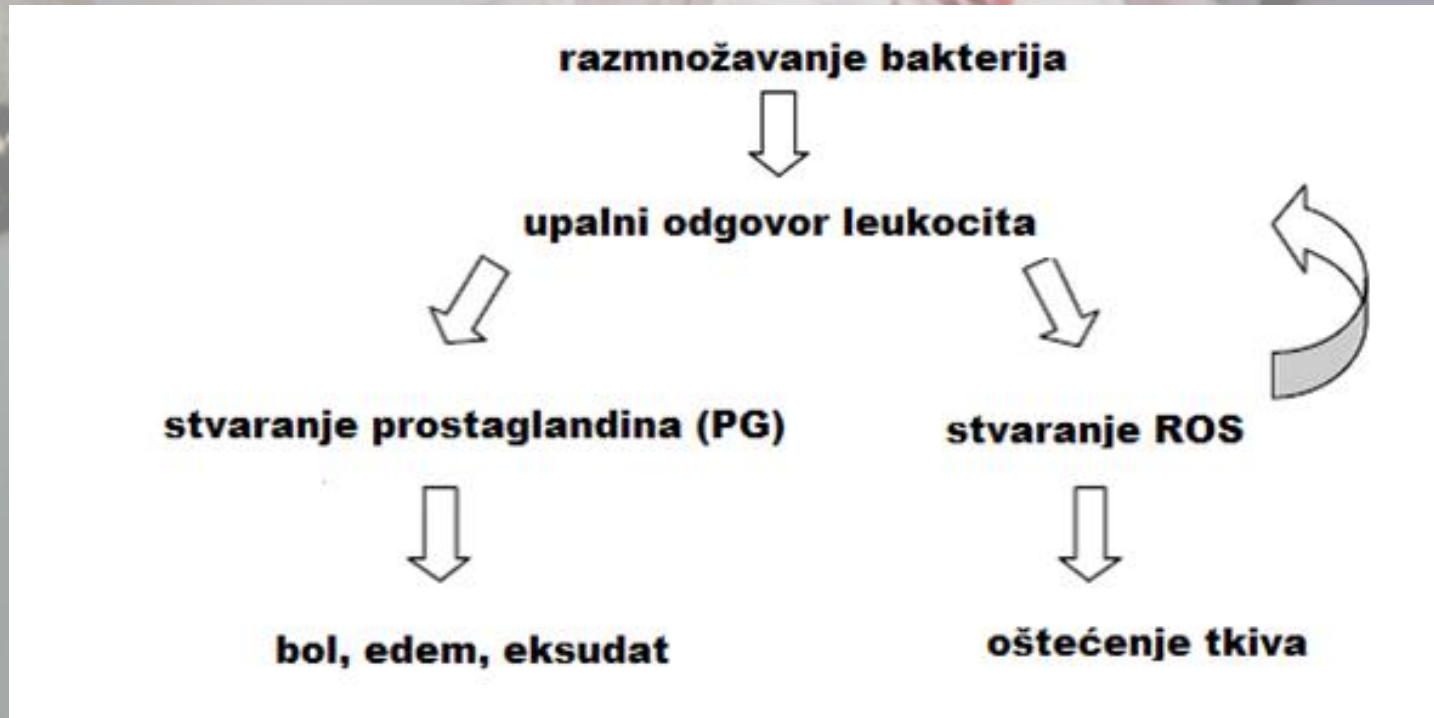 razmnožavanje bakterija
upalni odgovor leukocita
stvaranje prostaglandina (PG)
stvaranje ROS
bol, edem, eksudat
oštećenje tkiva